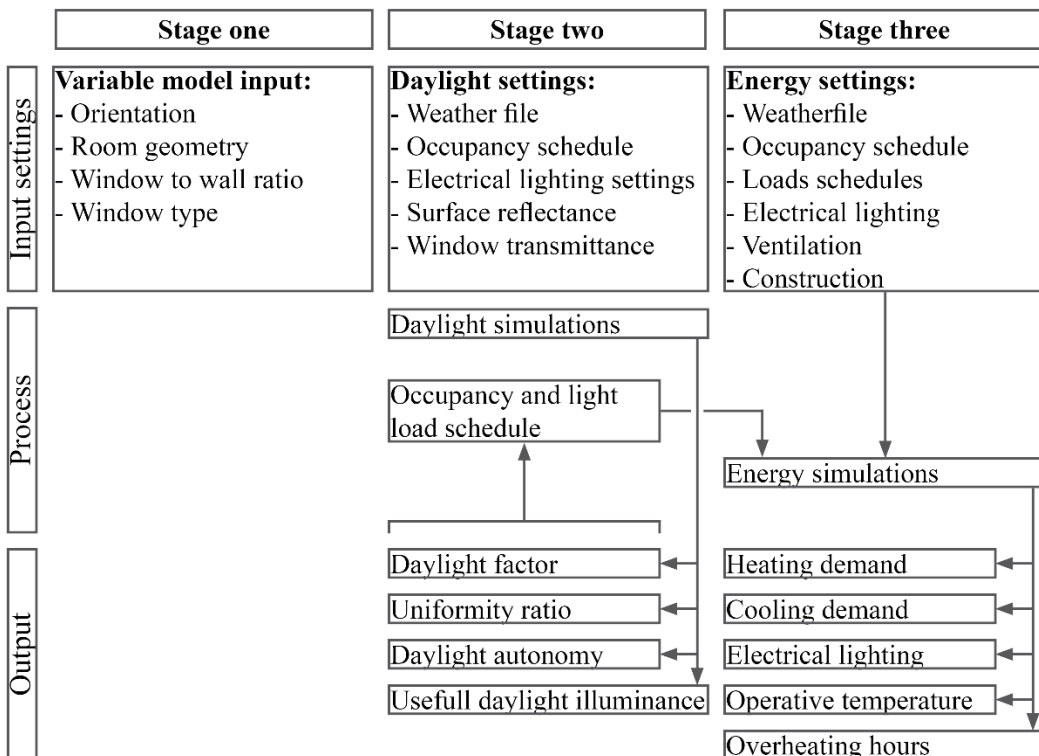 Stage one
Stage two
Stage three
Input settings
Variable model input:
- Orientation
- Room geometry
- Window to wall ratio
- Window type
Daylight settings:
- Weather file
- Occupancy schedule
- Electrical lighting settings
- Surface reflectance
- Window transmittance
Energy settings:
- Weatherfile
- Occupancy schedule
- Loads schedules
- Electrical lighting
- Ventilation
- Construction
Process
Daylight simulations
Occupancy and light
load schedule
Energy simulations
Output
Daylight factor
Uniformity ratio
Daylight autonomy
Usefull daylight illuminance
Heating demand
Cooling demand
Electrical lighting
Operative temperature
Overheating hours